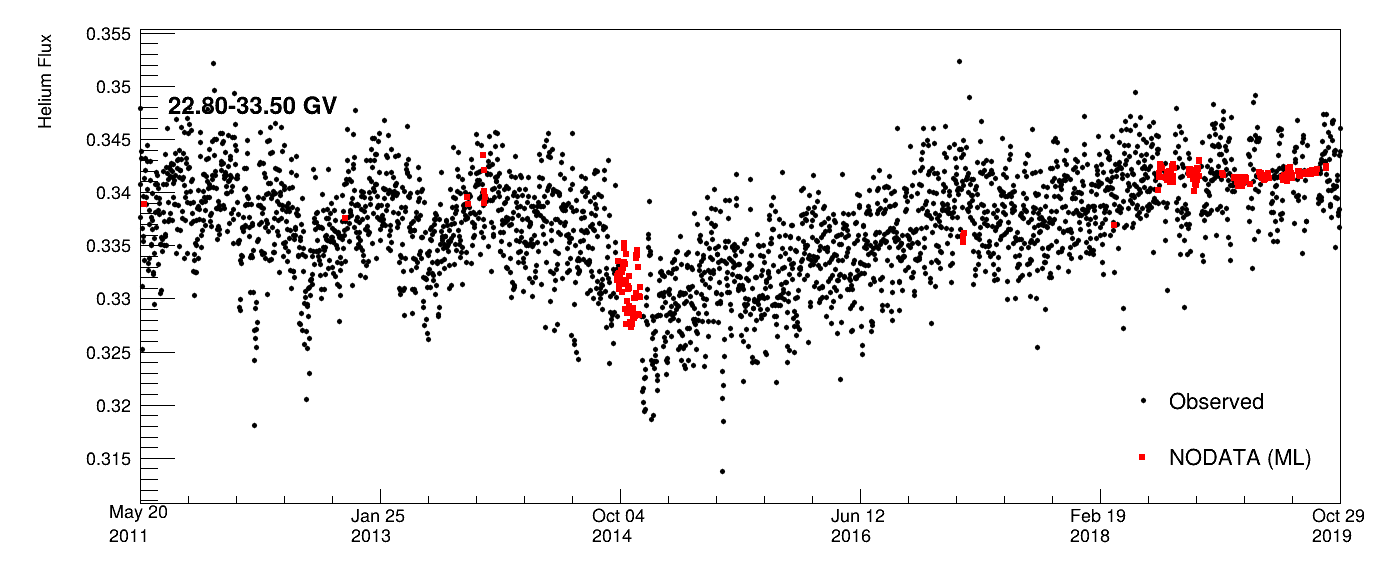 Helium Flux
0.355
0.35
0.345
0.34
0.335
0.33
0.325
0.32
0.315
22.80-33.50 GV
Observed
NODATA (ML)
May 20
2011
Jan 25
2013
Oct 04
2014
Jun 12
2016
Feb 19
2018
Oct 29
2019